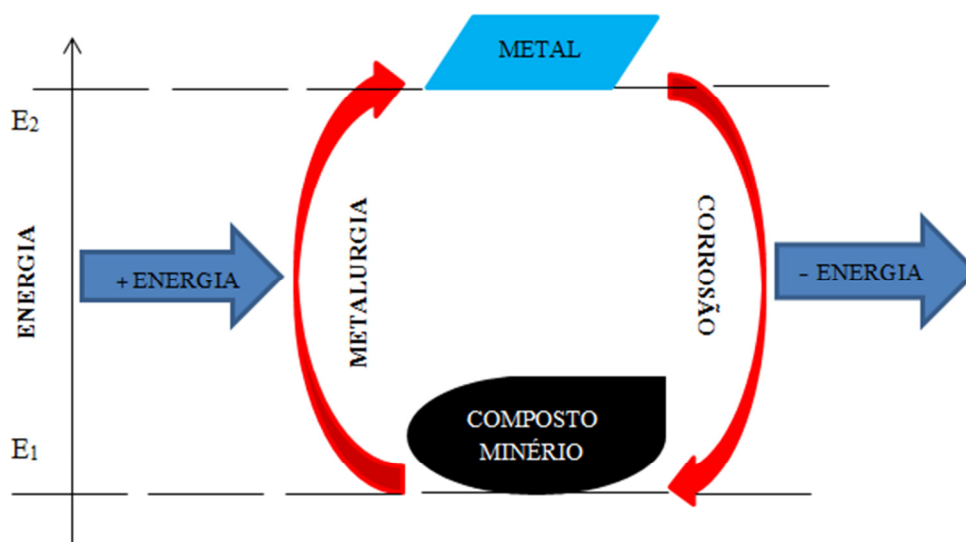 METAL
E₂
ENERGIA
+ ENERGIA
METALURGIA
CORROSÃO
– ENERGIA
COMPOSTO
MINÉRIO
E₁